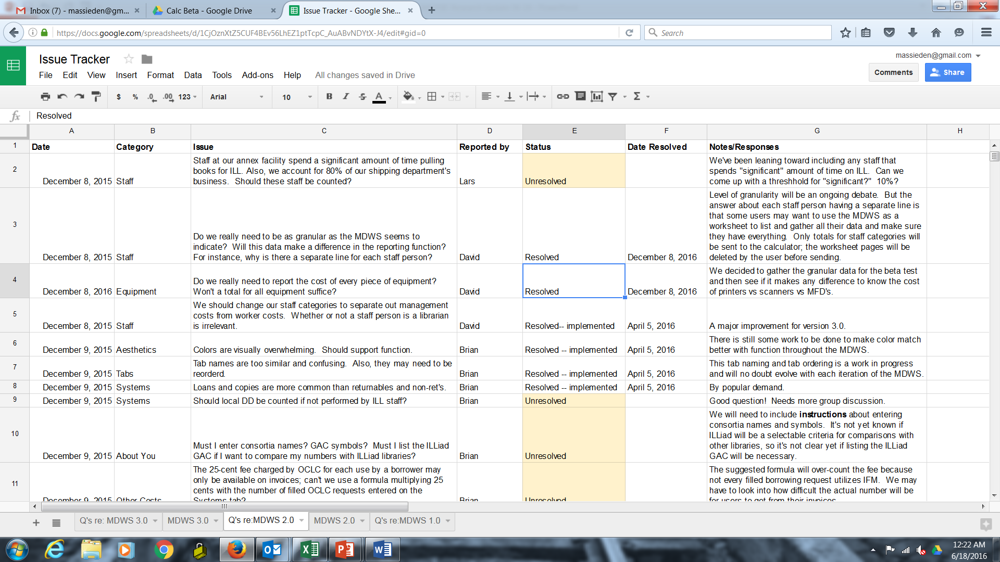 Inbox (7) - massieden@gm...
Calc Beta - Google Drive
Issue Tracker - Google She...
https://docs.google.com/spreadsheets/d/1CjOznXtZ5CUF4BEv56LhEZ1ptTcpC_AuABvNDYtX-J4/edit#gid=0
Search
Issue Tracker
massieden@gmail.com
File Edit View Insert Format Data Tools Add-ons Help All changes saved in Drive
Comments
Share
$ % .0 .00 123 Arial 10 B I S A Σ
fx Resolved
A B C D E F G H
1 Date Category Issue Reported by Status Date Resolved Notes/Responses
2 December 8, 2015 Staff
Staff at our annex facility spend a significant amount of time pulling
books for ILL. Also, we account for 80% of our shipping department's
business. Should these staff be counted?
Lars Unresolved
We've been leaning toward including any staff that
spends "significant" amount of time on ILL. Can we
come up with a threshhold for "significant?" 10%?
3 December 8, 2015 Staff
Do we really need to be as granular as the MDWS seems to
indicate? Will this data make a difference in the reporting function?
For instance, why is there a separate line for each staff person?
David Resolved December 8, 2016
Level of granularity will be an ongoing debate. But the
answer about each staff person having a separate line is
that some users may want to use the MDWS as a
worksheet to list and gather all their data and make sure
they have everything. Only totals for staff categories will
be sent to the calculator; the worksheet pages will be
deleted by the user before sending.
4 December 8, 2016 Equipment
Do we really need to report the cost of every piece of equipment?
Won't a total for all equipment suffice?
David Resolved December 8, 2016
We decided to gather the granular data for the beta test
and then see if it makes any difference to know the cost
of printers vs scanners vs MFD's.
5 December 8, 2015 Staff
We should change our staff categories to separate out management
costs from worker costs. Whether or not a staff person is a librarian
is irrelevant.
David Resolved-- implemented April 5, 2016
A major improvement for version 3.0.
6 December 9, 2015 Aesthetics
Colors are visually overwhelming. Should support function.
Brian Resolved -- implemented April 5, 2016
There is still some work to be done to make color match
better with function throughout the MDWS.
7 December 9, 2015 Tabs
Tab names are too similar and confusing. Also, they may need to be
reorderd.
Brian Resolved -- implemented April 5, 2016
This tab naming and tab ordering is a work in progress
and will no doubt evolve with each iteration of the MDWS.
8 December 9, 2015 Systems
Loans and copies are more common than returnables and non-ret's.
Brian Resolved -- implemented April 5, 2016
By popular demand.
9 December 9, 2015 Systems
Should local DD be counted if not performed by ILL staff?
Brian Unresolved
Good question! Needs more group discussion.
10 December 9, 2015 About You
Must I enter consortia names? GAC symbols? Must I list the ILLiad
GAC if I want to compare my numbers with ILLiad libraries?
Brian Unresolved
We will need to include instructions about entering
consortia names and symbols. It's not yet known if
ILLiad will be a selectable criteria for comparisons with
other libraries, so it's not clear yet if listing the ILLiad
GAC will be necessary.
11 December 9, 2015 Other Costs
The 25-cent fee charged by OCLC for each use by a borrower may
only be available on invoices; can't we use a formula multiplying 25
cents with the number of filled OCLC requests entered on the
Systems tab?
Brian Unresolved
The suggested formula will over-count the fee because
not every filled borrowing request utilizes IFM. We may
have to look into how difficult the actual number will be
for users to get from their invoices.
Q's re: MDWS 3.0 MDWS 3.0 Q's re:MDWS 2.0 MDWS 2.0 Q's re:MDWS 1.0
12:22 AM
6/18/2016